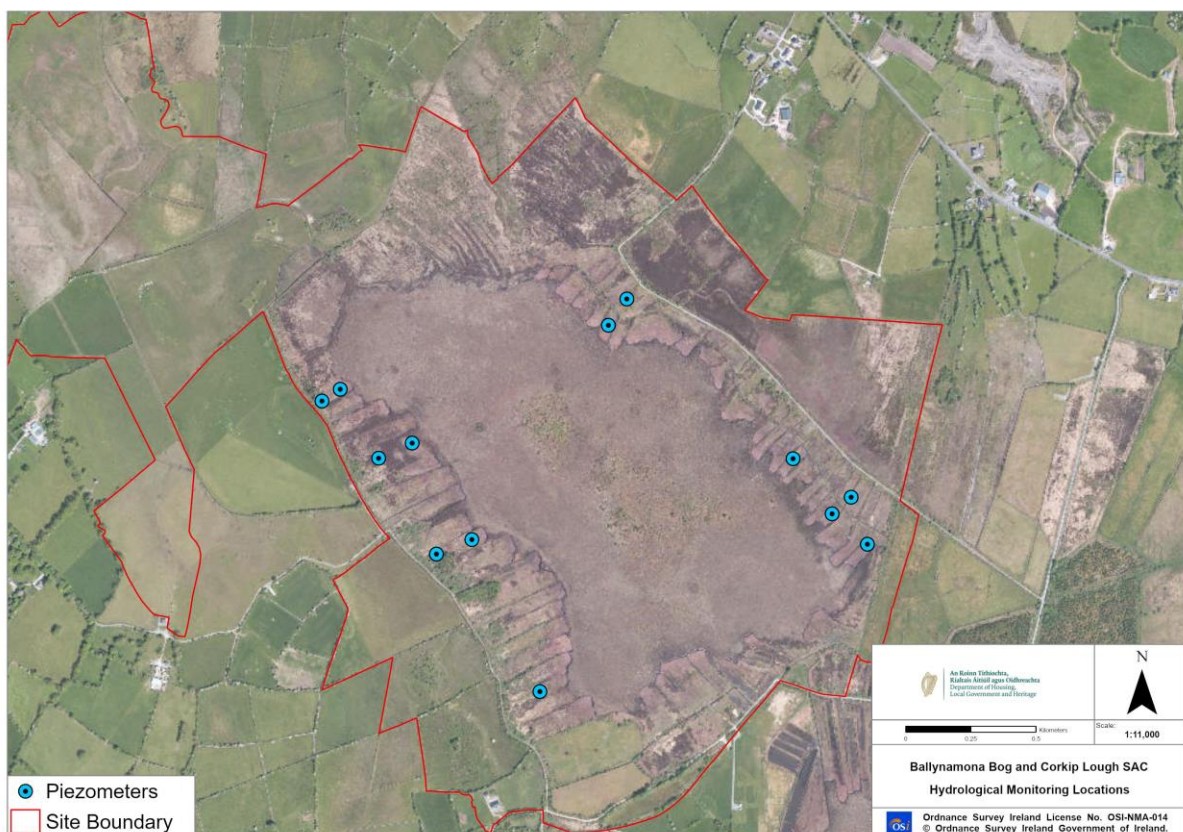 An Roinn Tithíochta,
Rialtais Áitiúil agus Oidhreachta
Department of Housing,
Local Government and Heritage
N
Kilometers
0 0.25 0.5
Scale:
1:11,000
Ballynamona Bog and Corkip Lough SAC
Hydrological Monitoring Locations
OSi
Ordnance Survey Ireland License No. OSI-NMA-014
© Ordnance Survey Ireland Government of Ireland.
Piezometers
Site Boundary